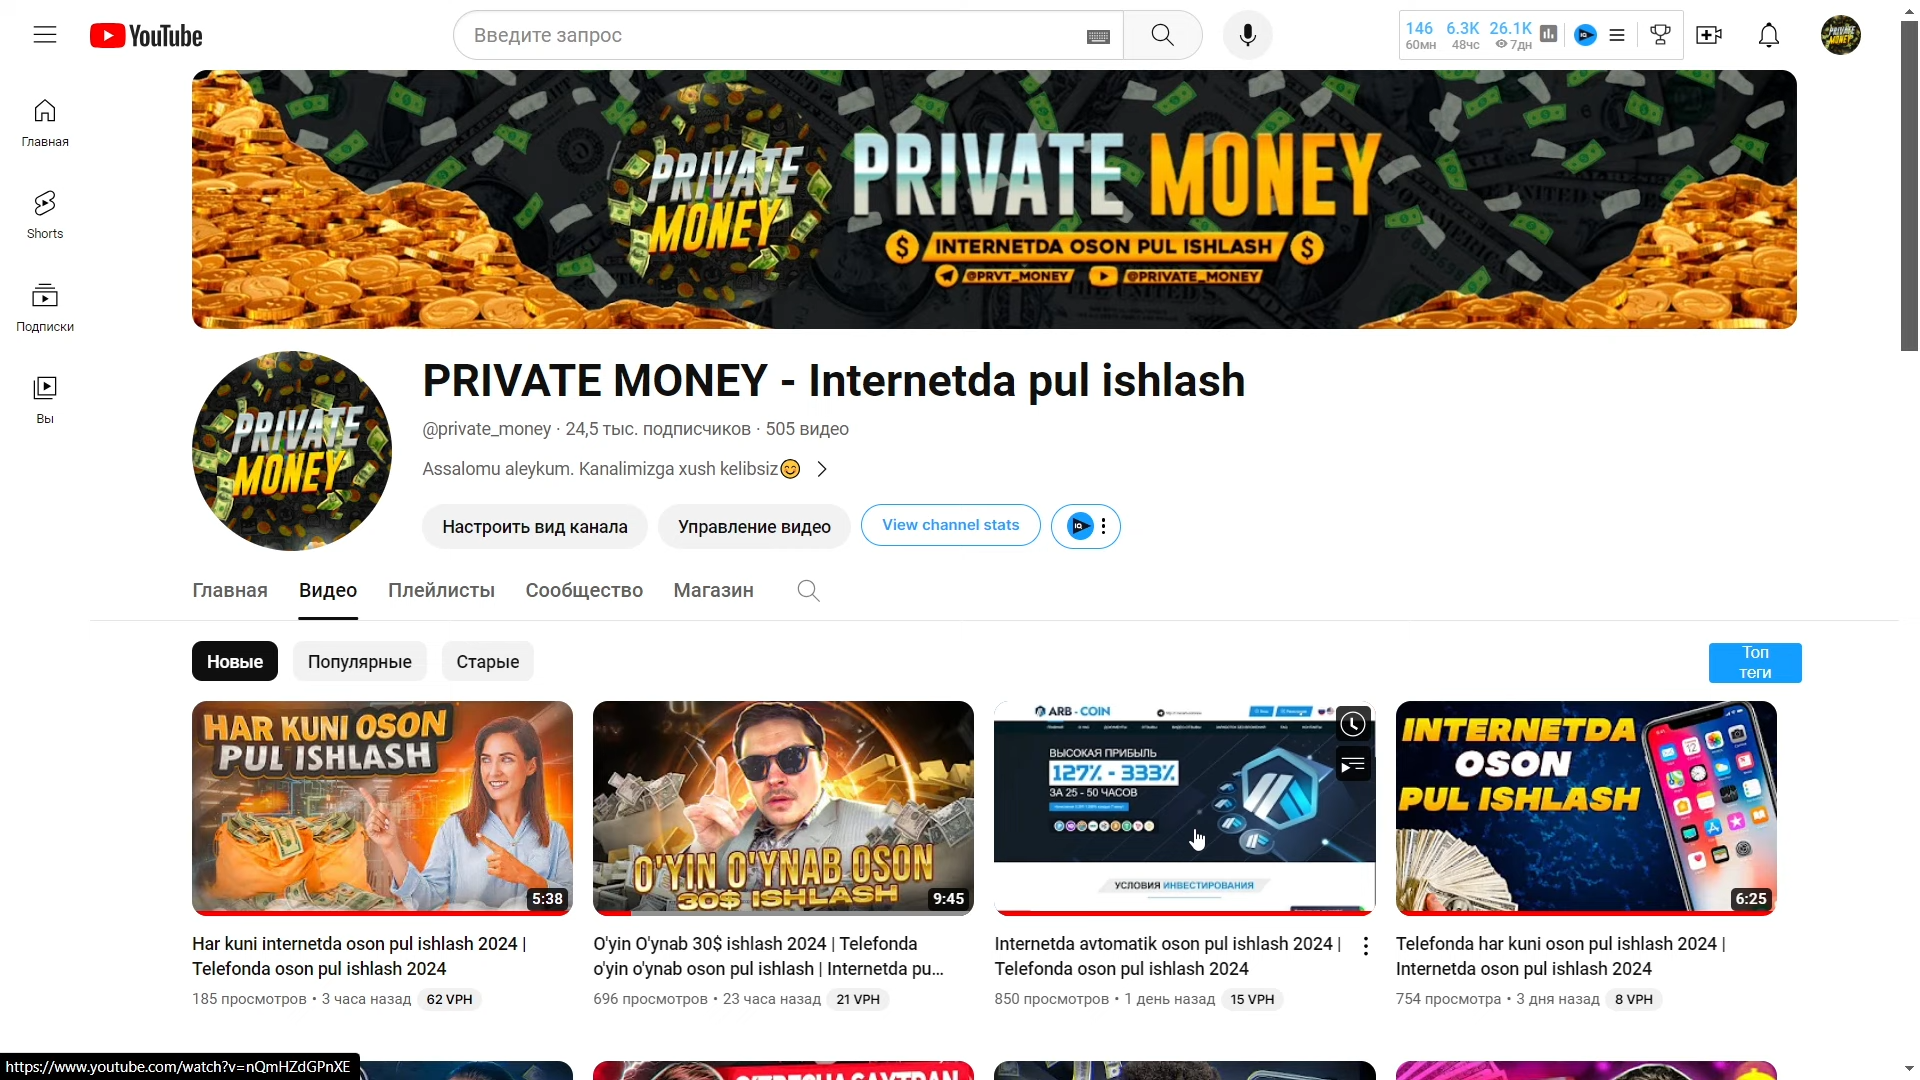 YouTube
Введите запрос
146 6.3K 26.1K
60мн 48чс 7дн
Главная
Shorts
Подписки
Вы
PRIVATE MONEY
PRIVATE MONEY
INTERNETDA OSON PUL ISHLASH
@PRVT_MONEY @PRIVATE_MONEY
PRIVATE MONEY
PRIVATE MONEY - Internetda pul ishlash
@private_money · 24,5 тыс. подписчиков · 505 видео
Assalomu aleykum. Kanalimizga xush kelibsiz😊
Настроить вид канала Управление видео View channel stats
Главная Видео Плейлисты Сообщество Магазин
Новые Популярные Старые
Топ теги
HAR KUNI OSON
PUL ISHLASH
5:38
O'YIN O'YNAB OSON
30$ ISHLASH
9:45
ARB - COIN
ВЫСОКАЯ ПРИБЫЛЬ
127% - 333%
ЗА 25 - 50 ЧАСОВ
УСЛОВИЯ ИНВЕСТИРОВАНИЯ
INTERNETDA
OSON
PUL ISHLASH
6:25
Har kuni internetda oson pul ishlash 2024 |
Telefonda oson pul ishlash 2024
185 просмотров • 3 часа назад 62 VPH
O'yin O'ynab 30$ ishlash 2024 | Telefonda
o'yin o'ynab oson pul ishlash | Internetda pu...
696 просмотров • 23 часа назад 21 VPH
Internetda avtomatik oson pul ishlash 2024 |
Telefonda oson pul ishlash 2024
850 просмотров • 1 день назад 15 VPH
Telefonda har kuni oson pul ishlash 2024 |
Internetda oson pul ishlash 2024
754 просмотра • 3 дня назад 8 VPH
https://www.youtube.com/watch?v=nQmHZdGPnXE